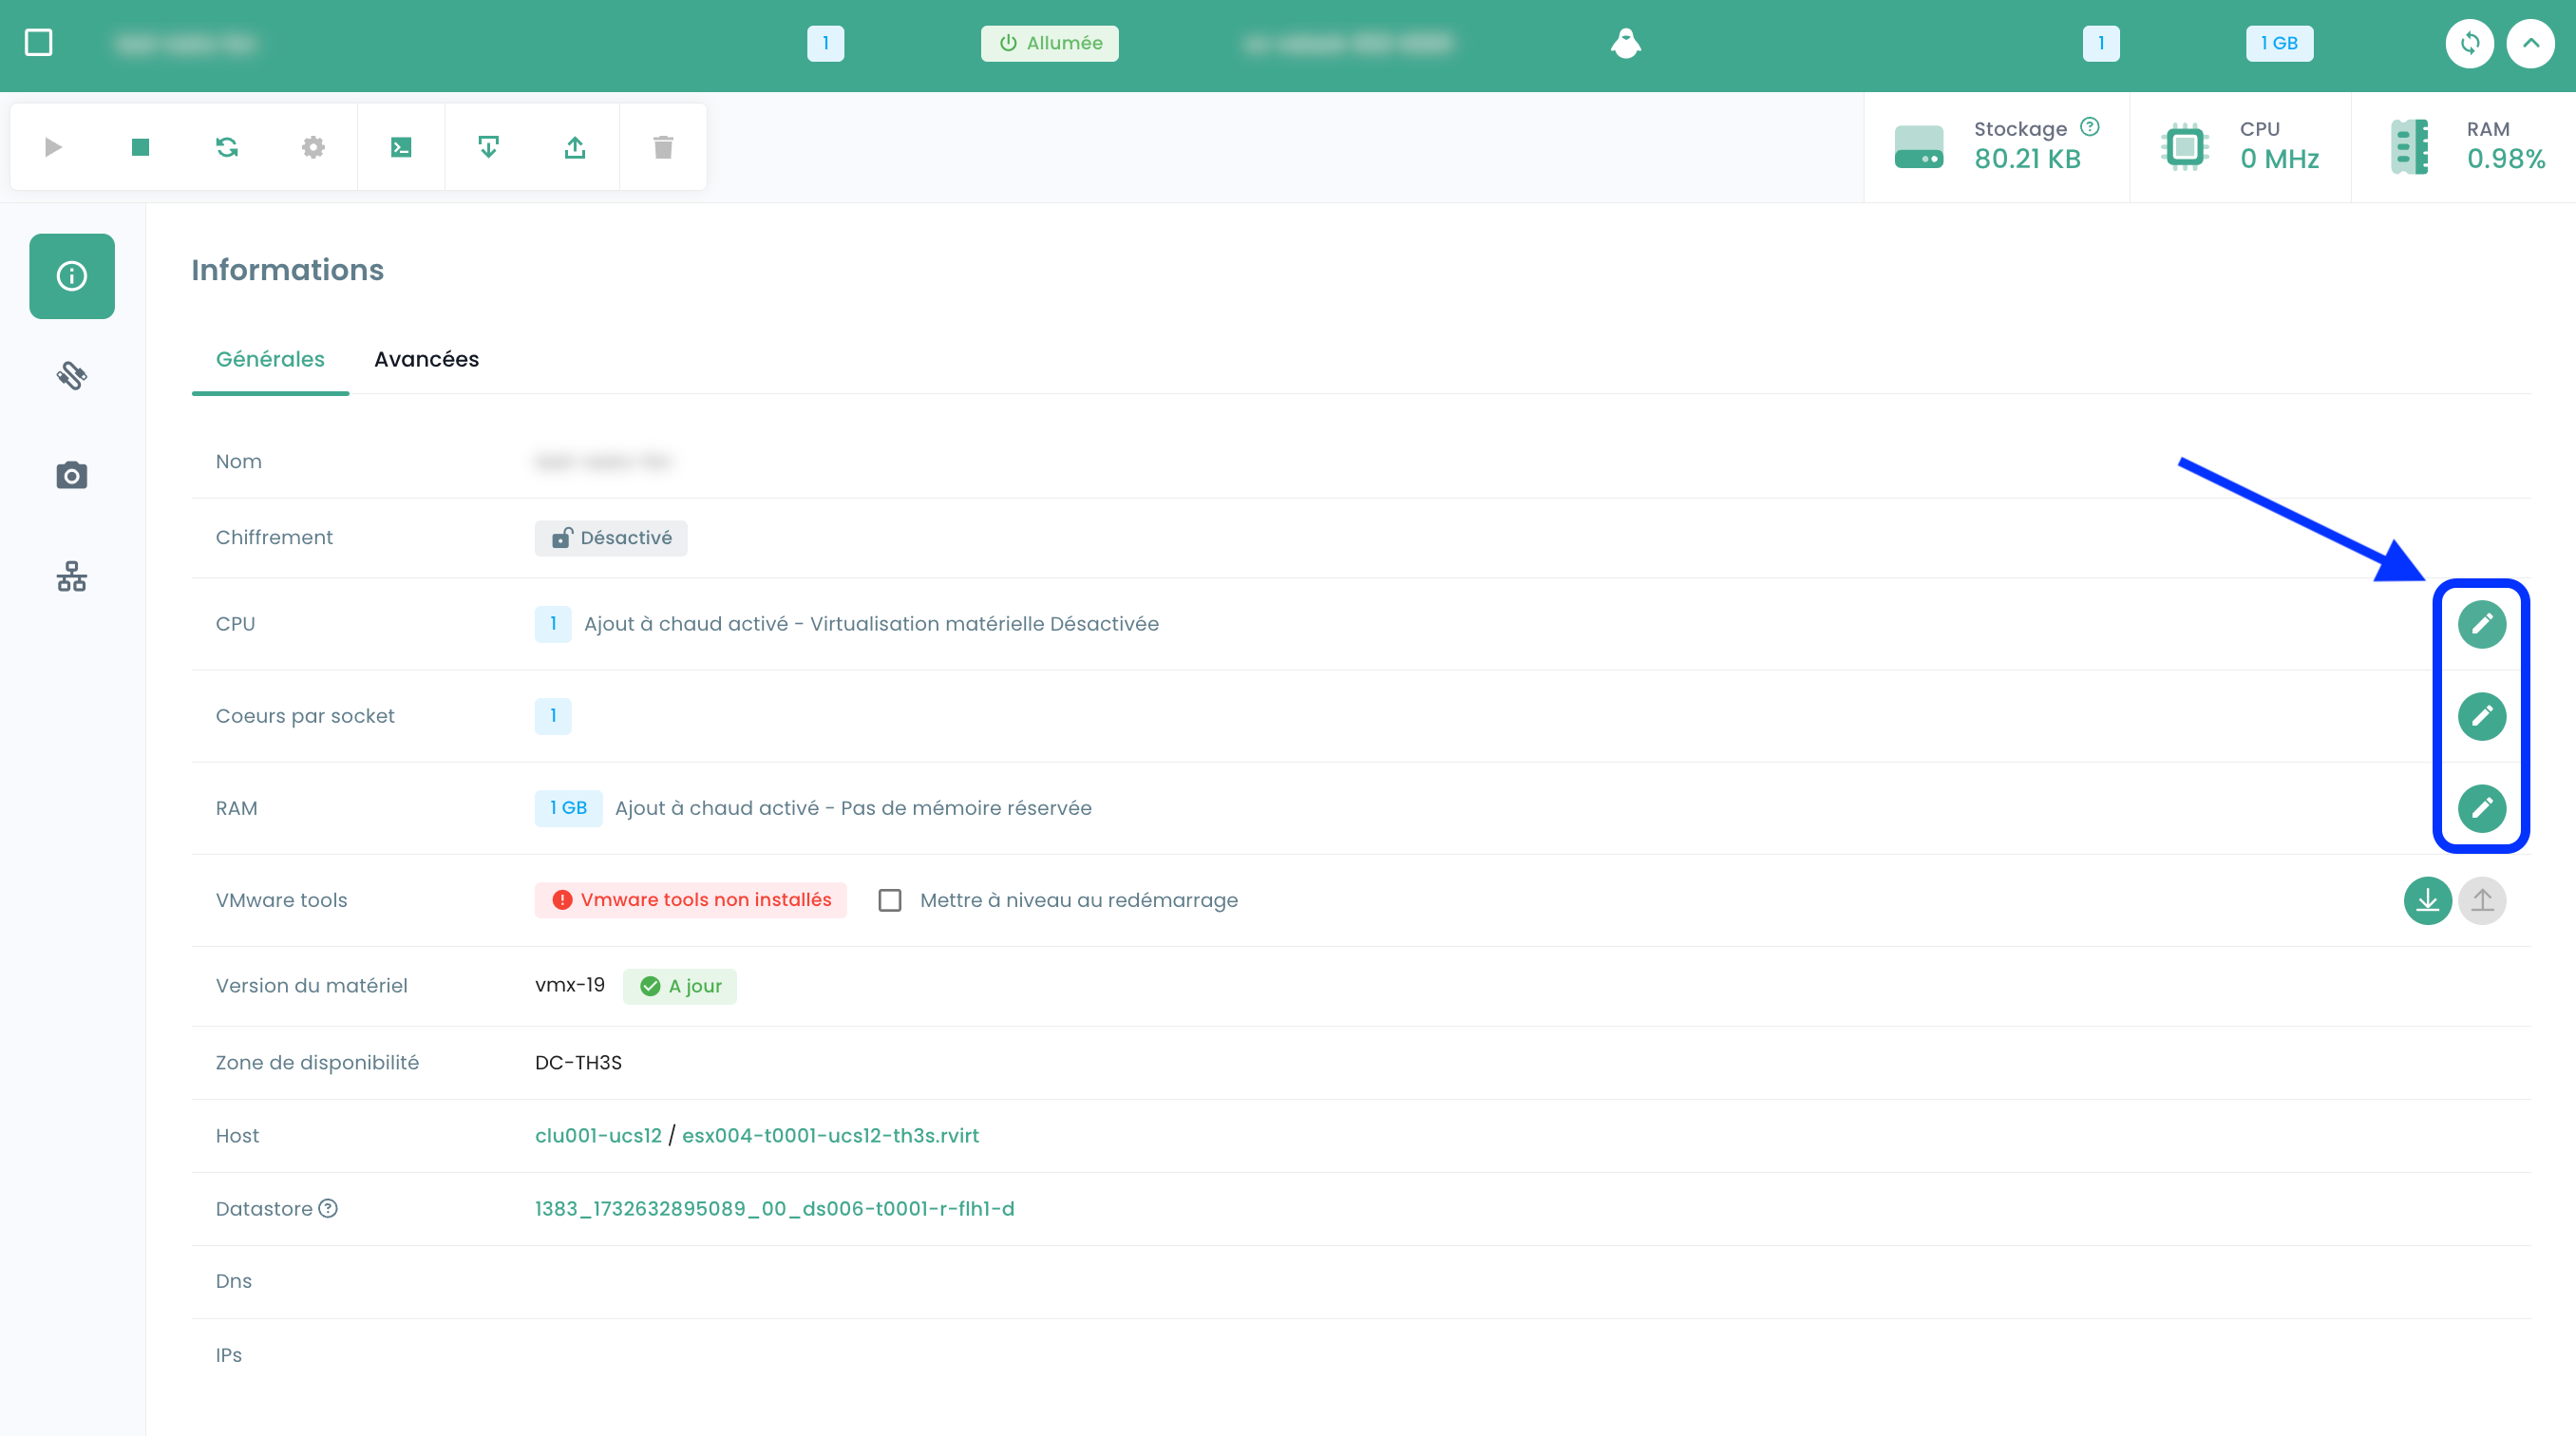 1
Allumée
1
1 GB
Stockage
80.21 KB
CPU
0 MHz
RAM
0.98%
Informations
Générales
Avancées
Nom
Chiffrement
Désactivé
CPU
1 Ajout à chaud activé - Virtualisation matérielle Désactivée
Coeurs par socket
1
RAM
1 GB Ajout à chaud activé - Pas de mémoire réservée
VMware tools
Vmware tools non installés
Mettre à niveau au redémarrage
Version du matériel
vmx-19
A jour
Zone de disponibilité
DC-TH3S
Host
clu001-ucs12 / esx004-t0001-ucs12-th3s.rvirt
Datastore
1383_1732632895089_00_ds006-t0001-r-flh1-d
Dns
IPs